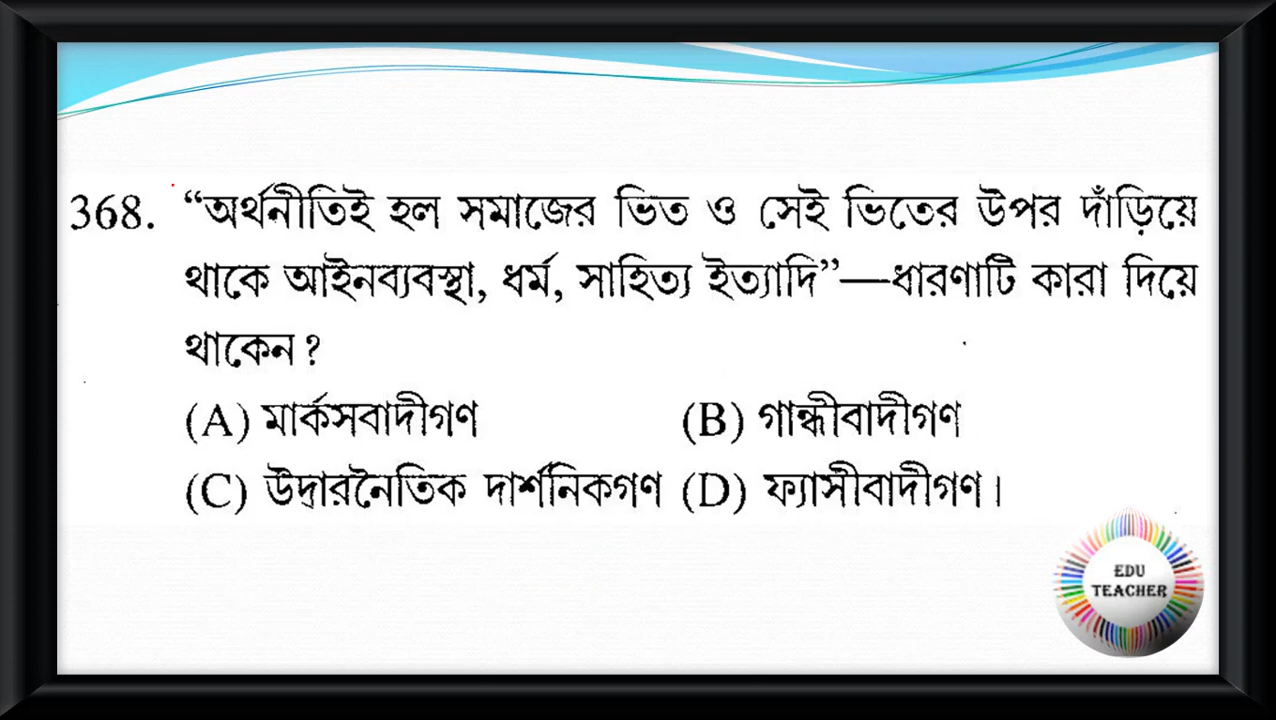 368. “অর্থনীতিই হল সমাজের ভিত ও সেই ভিতের উপর দাঁড়িয়ে
থাকে আইনব্যবস্থা, ধর্ম, সাহিত্য ইত্যাদি”—ধারণাটি কারা দিয়ে
থাকেন?
(A) মার্কসবাদীগণ (B) গান্ধীবাদীগণ
(C) উদারনৈতিক দার্শনিকগণ (D) ফ্যাসীবাদীগণ।
EDU
TEACHER